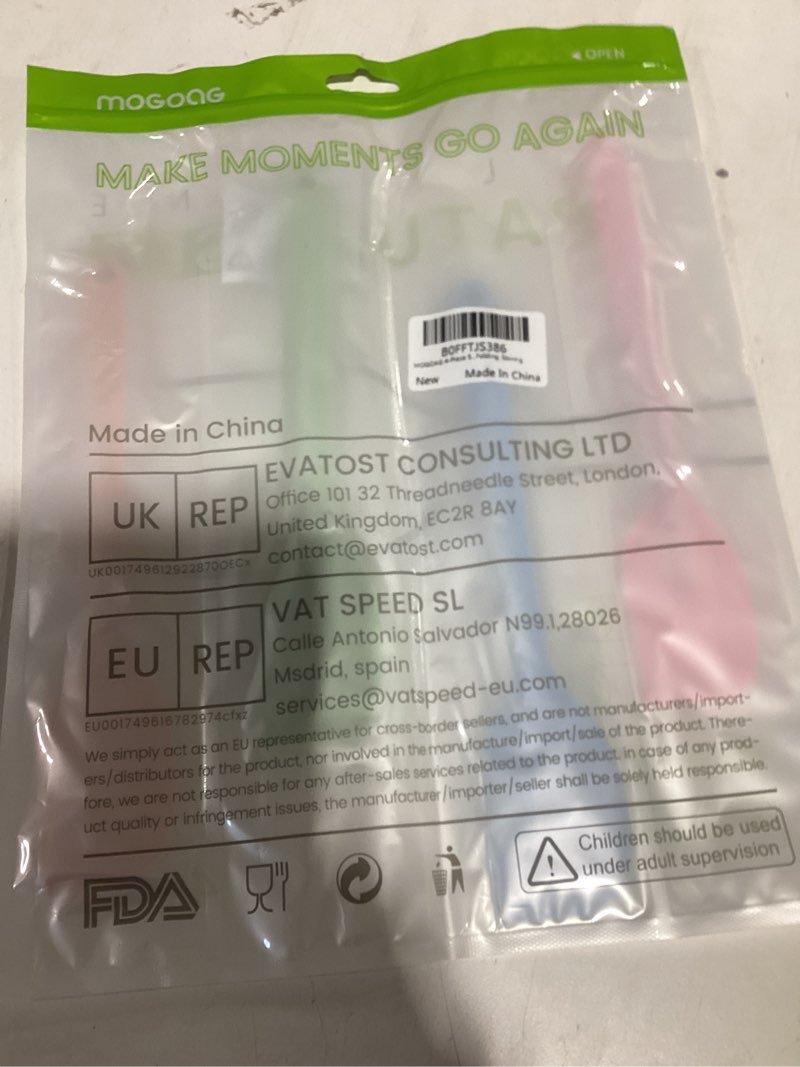 MOGOAG
OPEN
MAKE MOMENTS GO AGAIN
B0FFTJS386
New Made In China
Made in China
UK REP
EVATOST CONSULTING LTD
Office 101 32 Threadneedle Street, London,
United Kingdom, EC2R 8AY
contact@evatost.com
EU REP
VAT SPEED SL
Calle Antonio Salvador N99.1,28026
Msdrid, spain
services@vatspeed-eu.com
We simply act as an EU representative for cross-border sellers, and are not manufacturers/import-
ers/distributors for the product, nor involved in the manufacture/import/sale of the product. There-
fore, we are not responsible for any after-sales services related to the product, in case of any prod-
uct quality or infringement issues, the manufacturer/importer/seller shall be solely held responsible.
FDA
Children should be used
under adult supervision